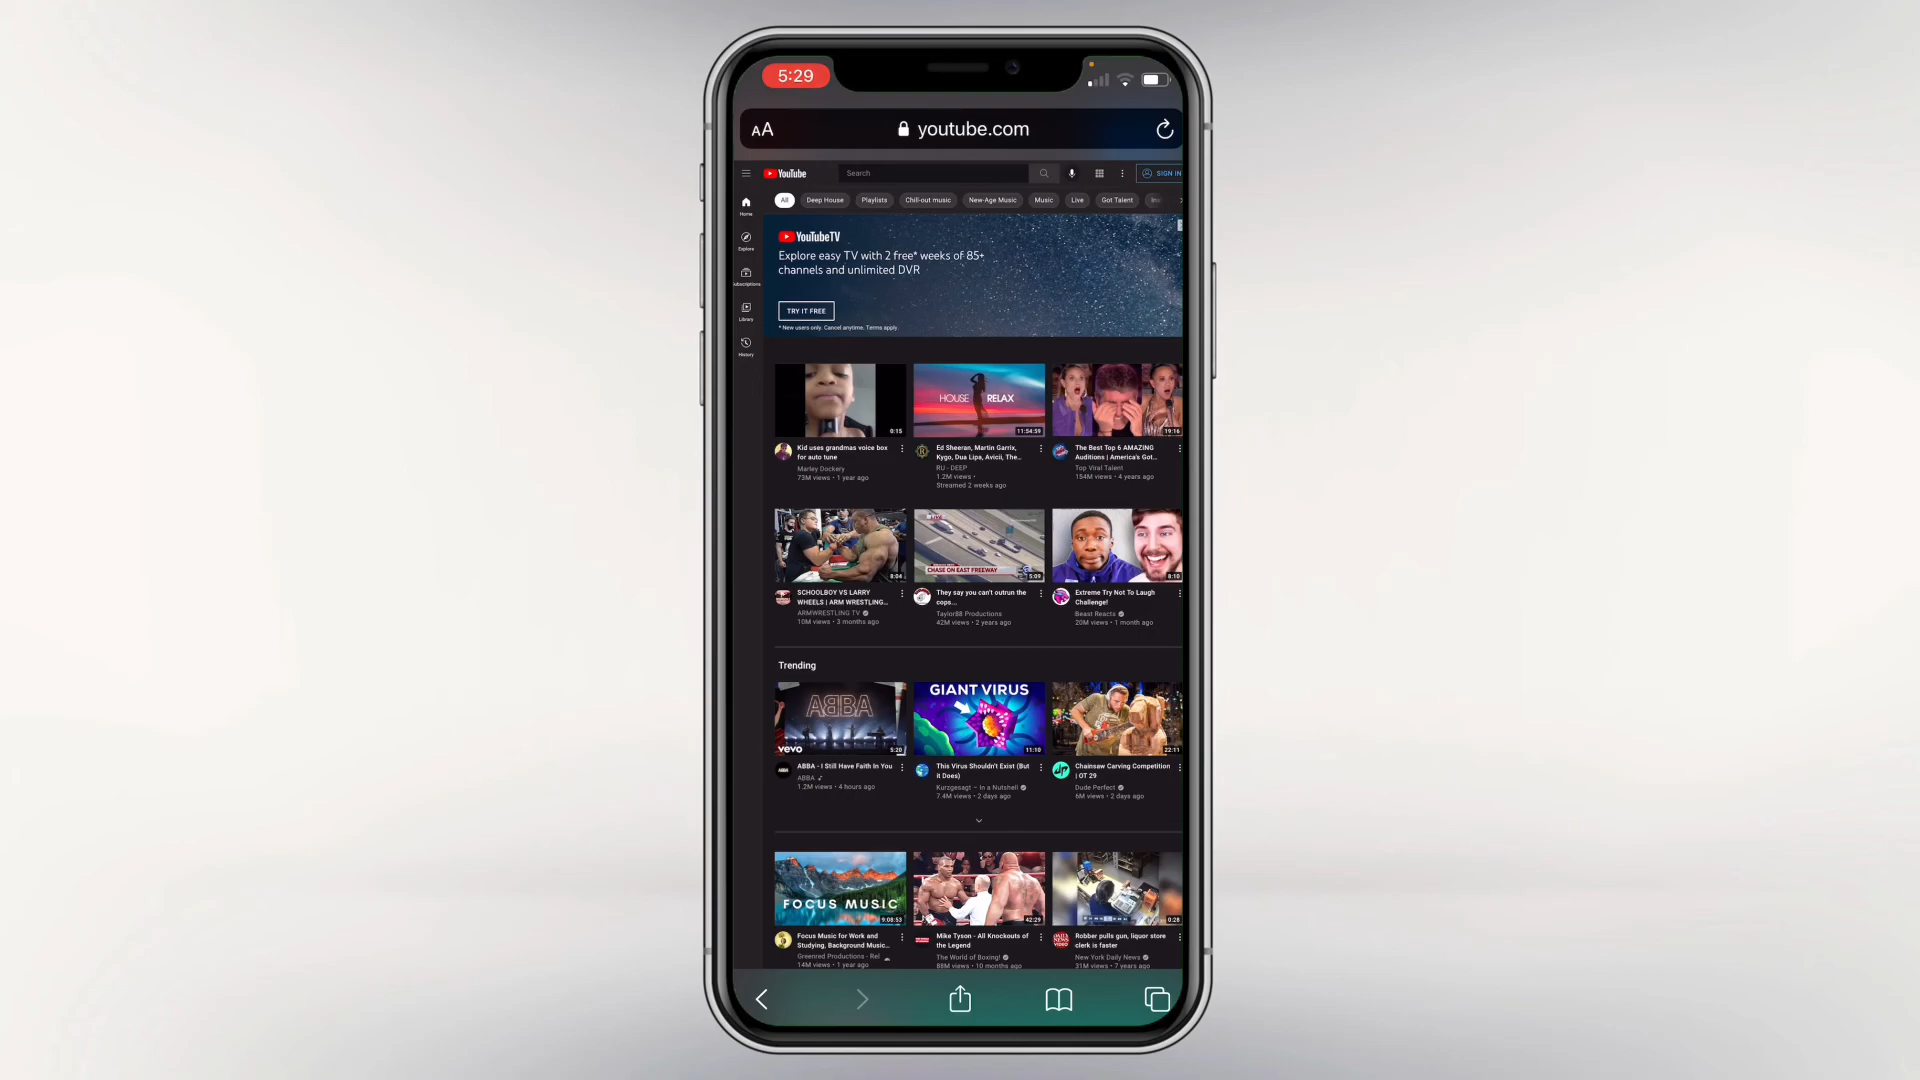 5:29
AA youtube.com
YouTube Search SIGN IN
All Deep House Playlists Chill-out music New-Age Music Music Live Got Talent
Home
Explore
Subscriptions
Library
History
YouTubeTV
Explore easy TV with 2 free* weeks of 85+
channels and unlimited DVR
TRY IT FREE
* New users only. Cancel anytime. Terms apply
0:15
HOUSE RELAX
11:54:59
19:16
Kid uses grandmas voice box
for auto tune
Marley Dockery
73M views • 1 year ago
Ed Sheeran, Martin Garrix,
Kygo, Dua Lipa, Avicii, The...
RU - DEEP
1.2M views •
Streamed 2 weeks ago
The Best Top 6 AMAZING
Auditions | America's Got...
Top Viral Talent
154M views • 4 years ago
8:04
LIVE
CHASE ON EAST FREEWAY
5:09
8:10
SCHOOLBOY VS LARRY
WHEELS | ARM WRESTLING...
ARMWRESTLING TV
10M views • 3 months ago
They say you can't outrun the
cops...
Taylor88 Productions
42M views • 2 years ago
Extreme Try Not To Laugh
Challenge!
Beast Reacts
20M views • 1 month ago
Trending
ABBA
vevo
5:20
GIANT VIRUS
11:10
22:11
ABBA - I Still Have Faith In You
ABBA
1.2M views • 4 hours ago
This Virus Shouldn't Exist (But
it Does)
Kurzgesagt – In a Nutshell
7.4M views • 2 days ago
Chainsaw Carving Competition
| OT 29
Dude Perfect
6M views • 2 days ago
FOCUS MUSIC
9:08:53
42:29
0:28
Focus Music for Work and
Studying, Background Music...
Greenred Productions - Rel
14M views • 1 year ago
Mike Tyson - All Knockouts of
the Legend
The World of Boxing!
88M views • 10 months ago
Robber pulls gun, liquor store
clerk is faster
New York Daily News
31M views • 7 years ago